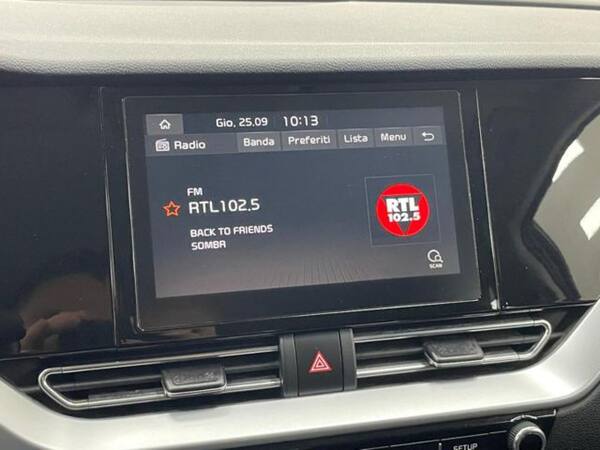 Gio, 25.09 10:13
Radio Banda Preferiti Lista Menu
FM
RTL102.5
BACK TO FRIENDS
SOMBR
RTL
102.5
SCAN
SETUP